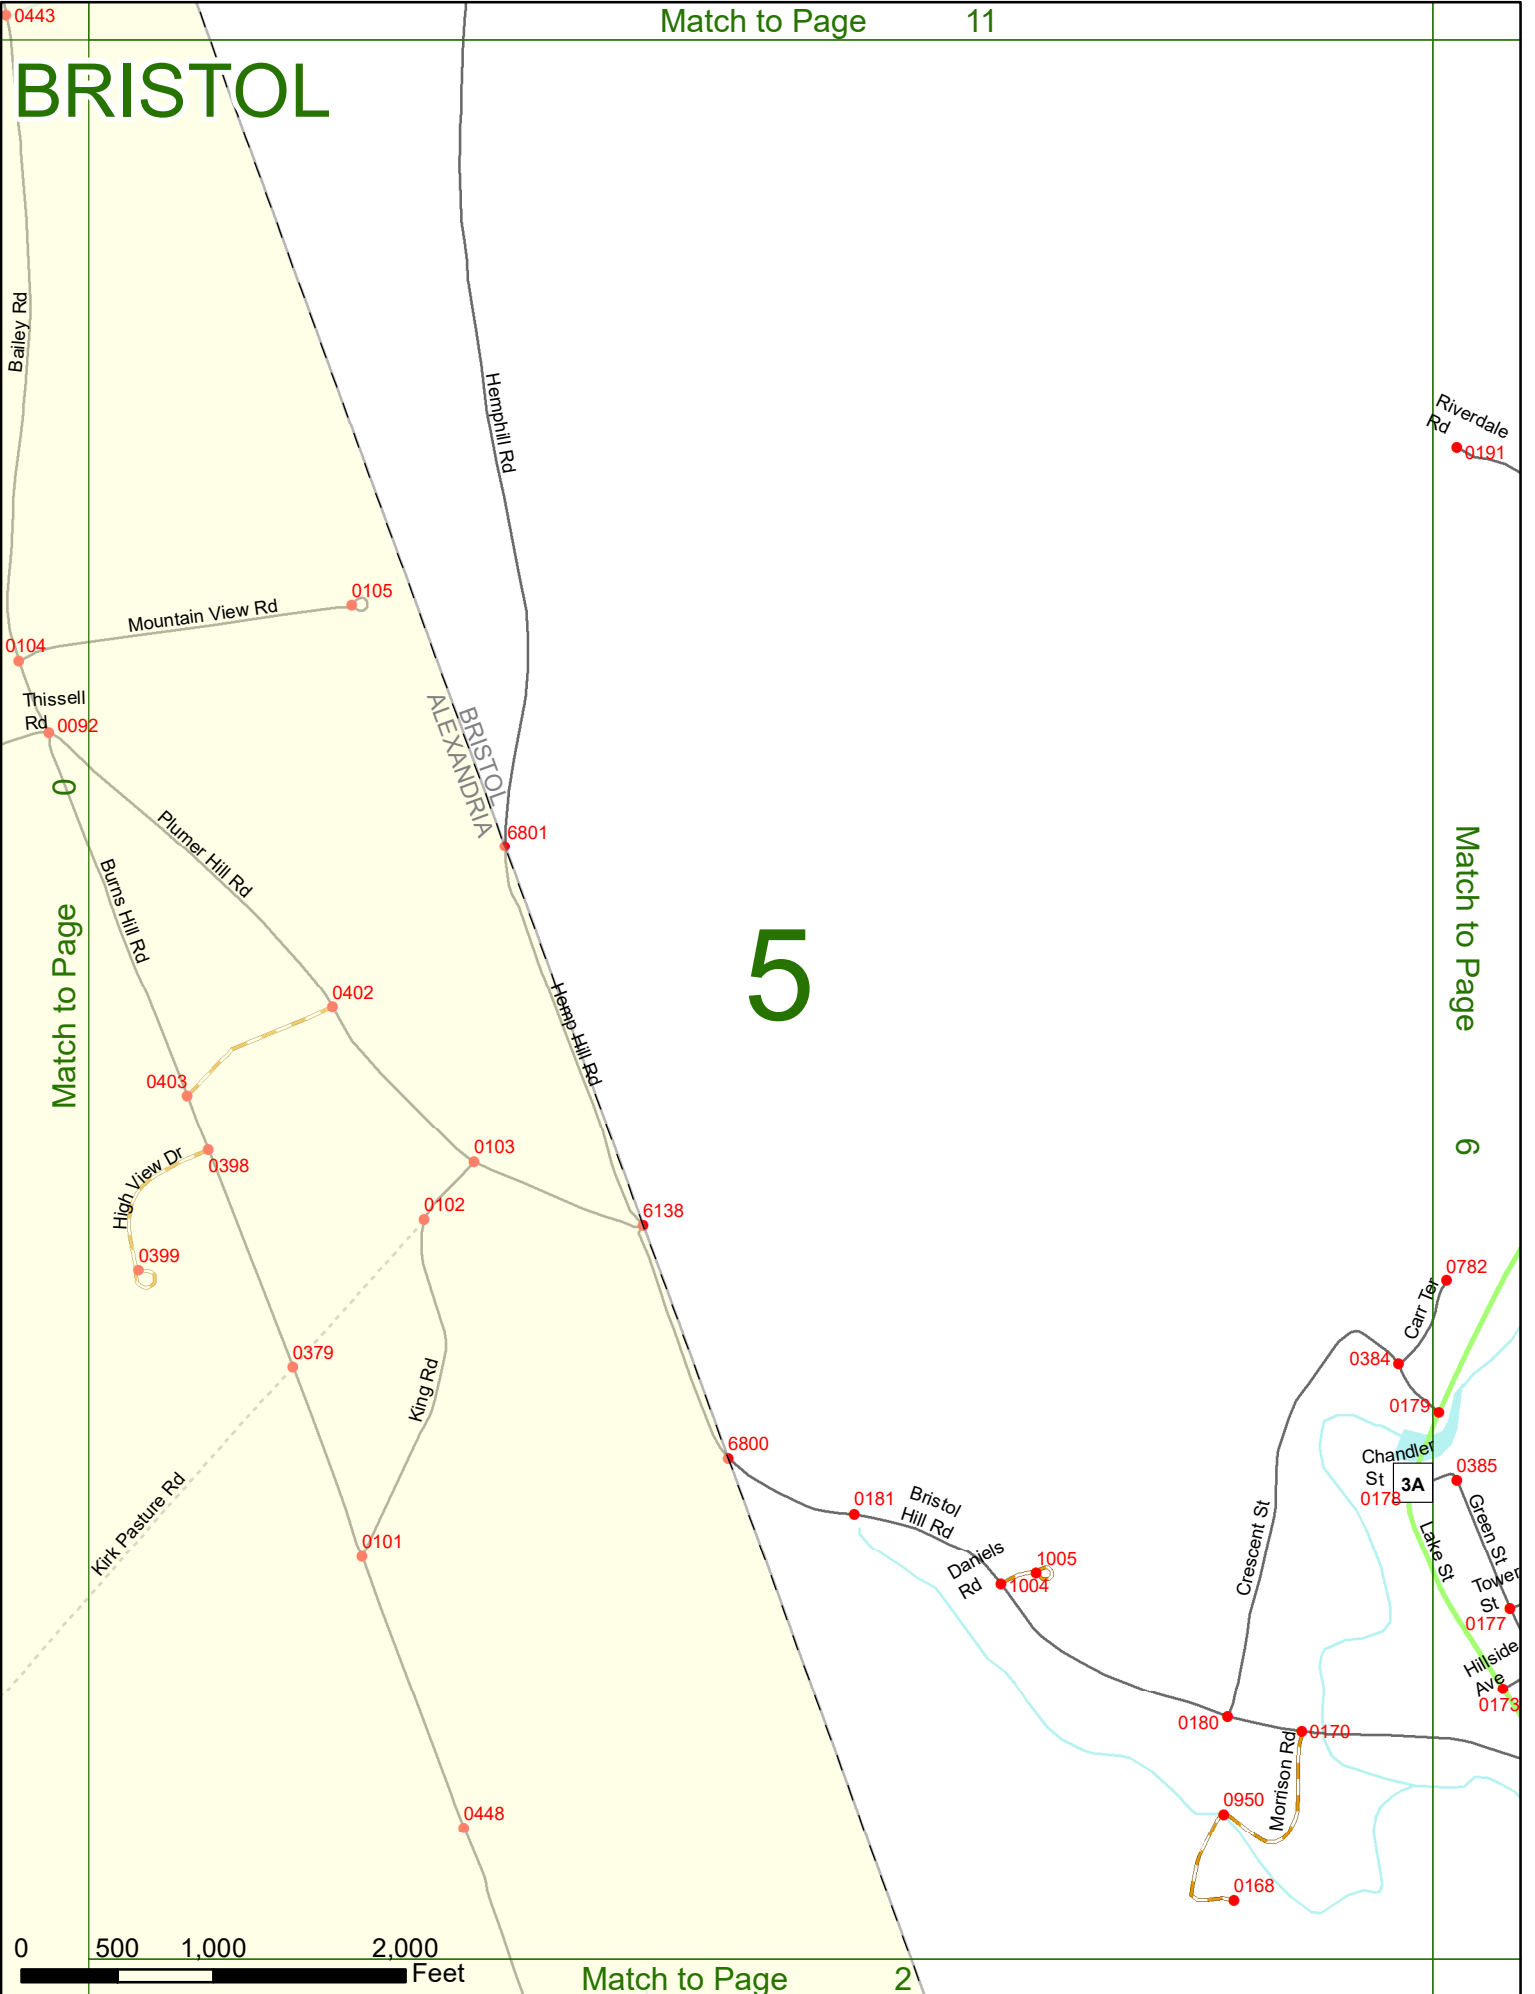 0443
Match to Page 11
BRISTOL
Bailey Rd
Hemphill Rd
Riverdale
Rd
0191
0105
Mountain View Rd
0104
Thissell
Rd
0092
BRISTOL
ALEXANDRIA
0
Match to Page
Plumer Hill Rd
Burns Hill Rd
6801
5
Match to Page
6
Hemp Hill Rd
0402
0403
0103
0398
High View Dr
0102
6138
0399
0782
Carr Ter
0379
0384
King Rd
0179
6800
Chandler
St
3A
0385
0178
Kirk Pasture Rd
0181
Bristol
Hill Rd
Green St
Lake St
Crescent St
0101
Daniels
Rd
1005
1004
Tower
St
0177
Hillside
Ave
0173
0180
0170
Morrison Rd
0950
0448
0168
0 500 1,000 2,000
Feet
Match to Page 2